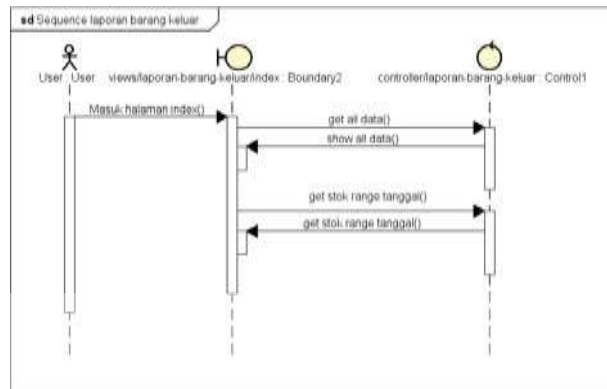 sd Sequence laporan barang keluar
User : User
views/laporan-barang-keluar/index : Boundary2
controller/laporan-barang-keluar : Control1
Masuk halaman index()
get all data()
show all data()
get stok range tanggal()
get stok range tanggal()